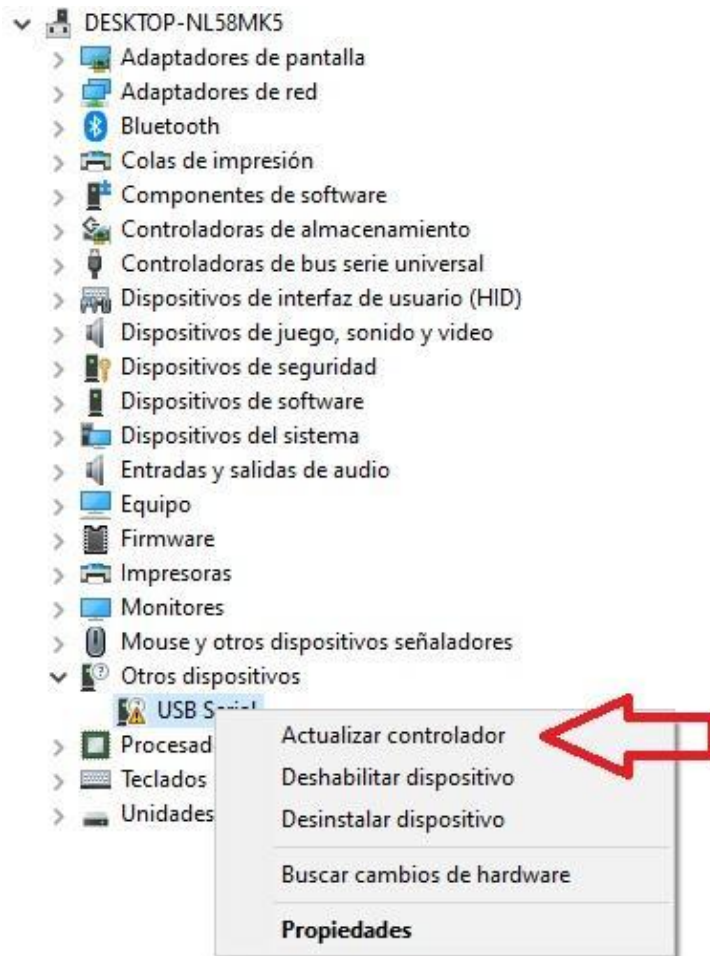 DESKTOP-NL58MK5
Adaptadores de pantalla
Adaptadores de red
Bluetooth
Colas de impresión
Componentes de software
Controladoras de almacenamiento
Controladoras de bus serie universal
Dispositivos de interfaz de usuario (HID)
Dispositivos de juego, sonido y video
Dispositivos de seguridad
Dispositivos de software
Dispositivos del sistema
Entradas y salidas de audio
Equipo
Firmware
Impresoras
Monitores
Mouse y otros dispositivos señaladores
Otros dispositivos
USB Serial
Procesad
Teclados
Unidades
Actualizar controlador
Deshabilitar dispositivo
Desinstalar dispositivo
Buscar cambios de hardware
Propiedades